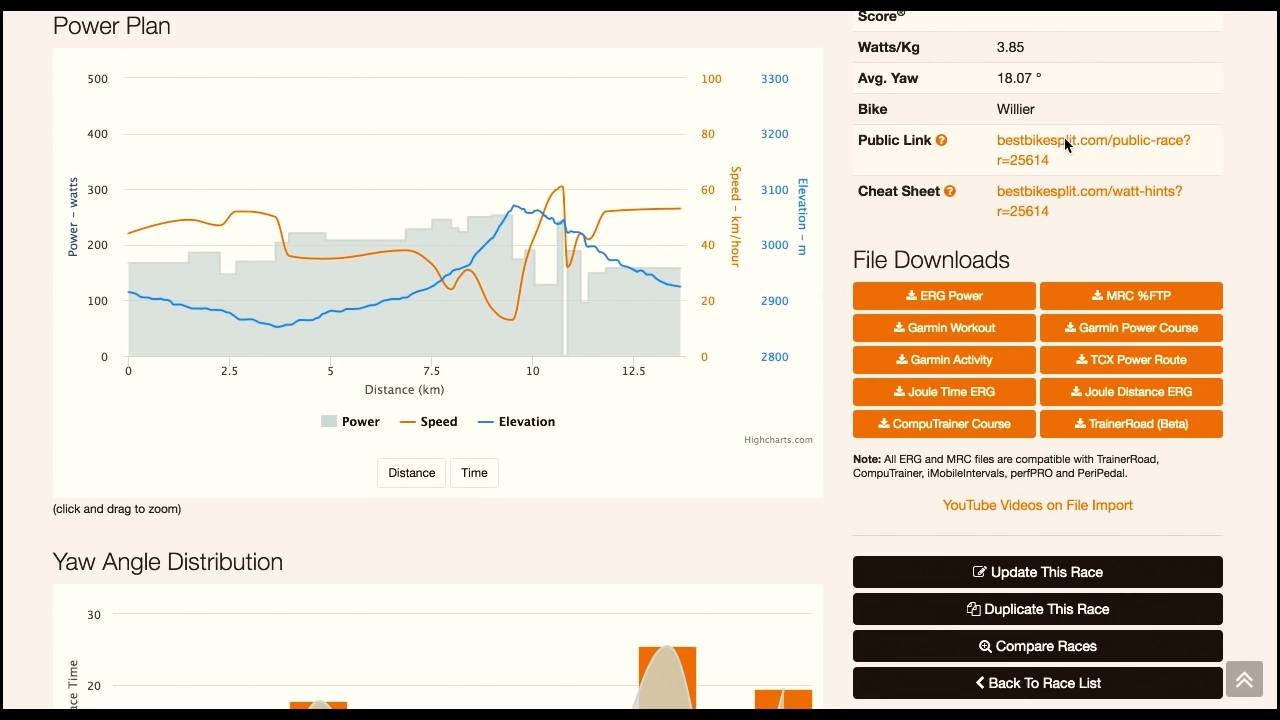 Power Plan
500
400
300
200
100
0
Power – watts
100
80
60
40
20
0
Speed – km/hour
3300
3200
3100
3000
2900
2800
Elevation – m
0 2.5 5 7.5 10 12.5
Distance (km)
Power Speed Elevation
Highcharts.com
Distance Time
(click and drag to zoom)
Yaw Angle Distribution
30
20
ace Time
Score®
Watts/Kg 3.85
Avg. Yaw 18.07 °
Bike Willier
Public Link ? bestbikesplit.com/public-race?
r=25614
Cheat Sheet ? bestbikesplit.com/watt-hints?
r=25614
File Downloads
ERG Power MRC %FTP
Garmin Workout Garmin Power Course
Garmin Activity TCX Power Route
Joule Time ERG Joule Distance ERG
CompuTrainer Course TrainerRoad (Beta)
Note: All ERG and MRC files are compatible with TrainerRoad,
CompuTrainer, iMobileIntervals, perfPRO and PeriPedal.
YouTube Videos on File Import
Update This Race
Duplicate This Race
Compare Races
Back To Race List